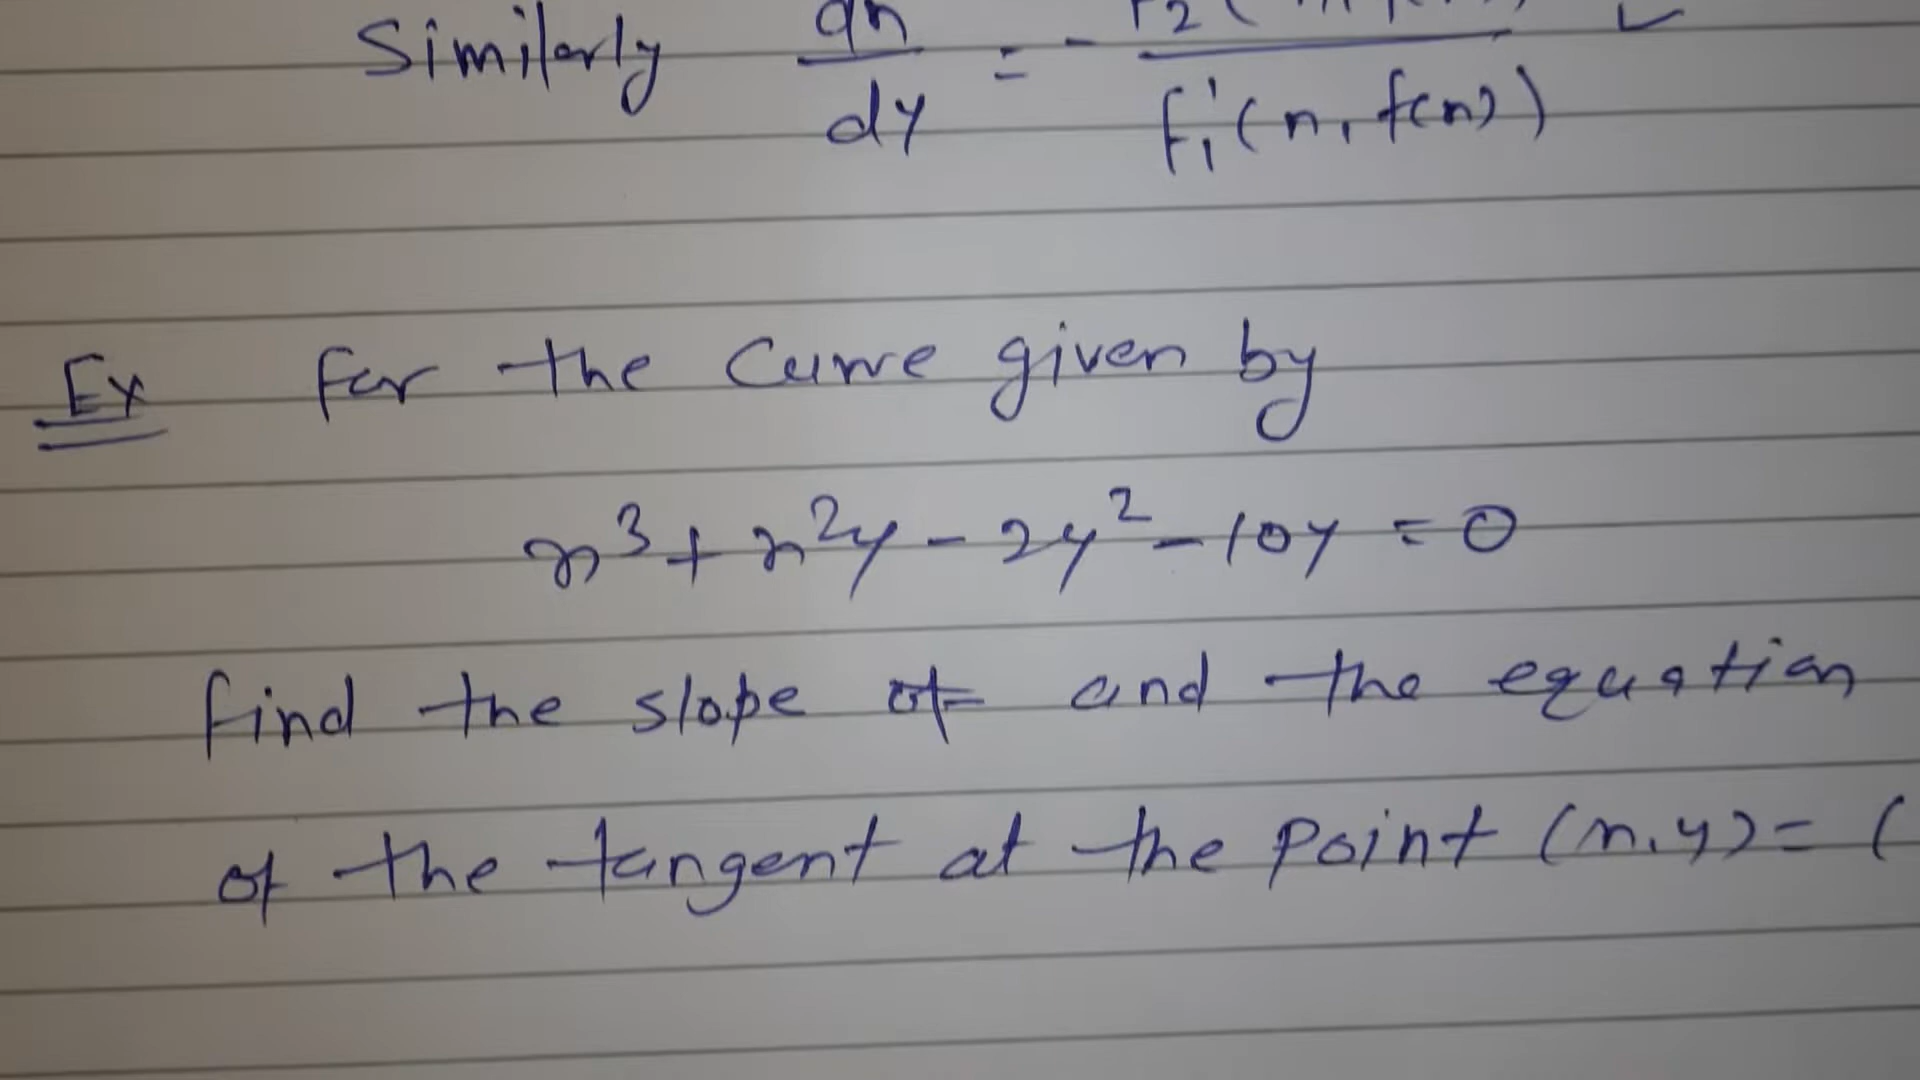 Similarly dx/dy = - F2
F1'(x, f(x))
Ex for the Curve given by
x³ + x²y - 2y² - 10y = 0
find the slope of and the equation
of the tangent at the point (x, y) = (